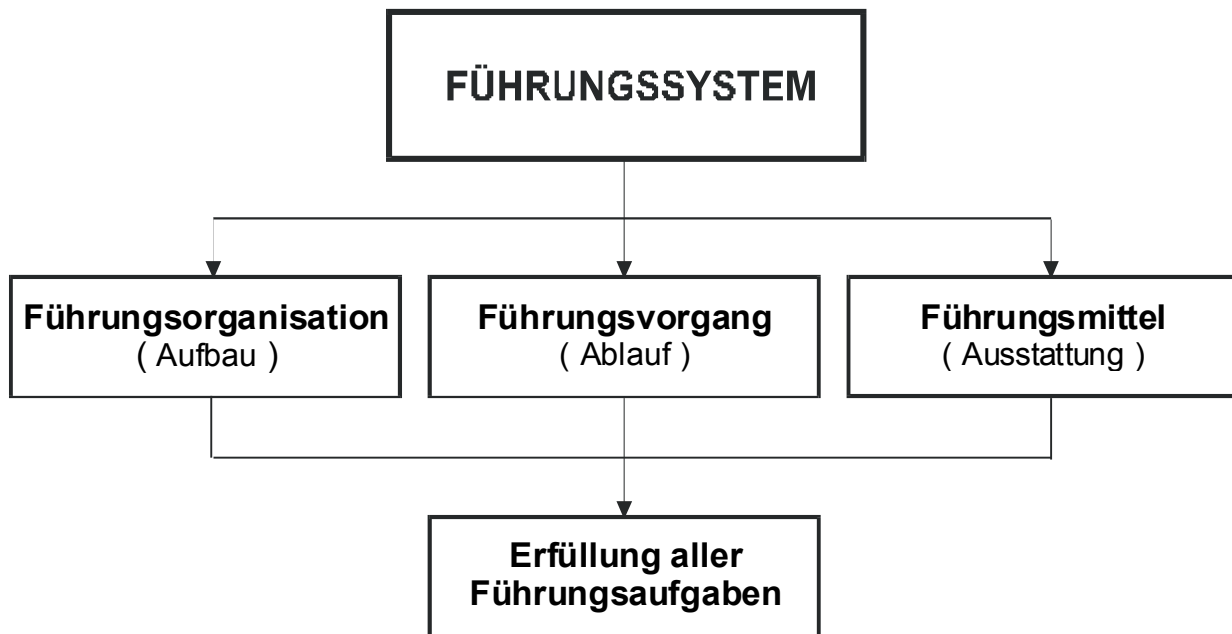 FÜHRUNGSSYSTEM
Führungsorganisation
( Aufbau )
Führungsvorgang
( Ablauf )
Führungsmittel
( Ausstattung )
Erfüllung aller
Führungsaufgaben